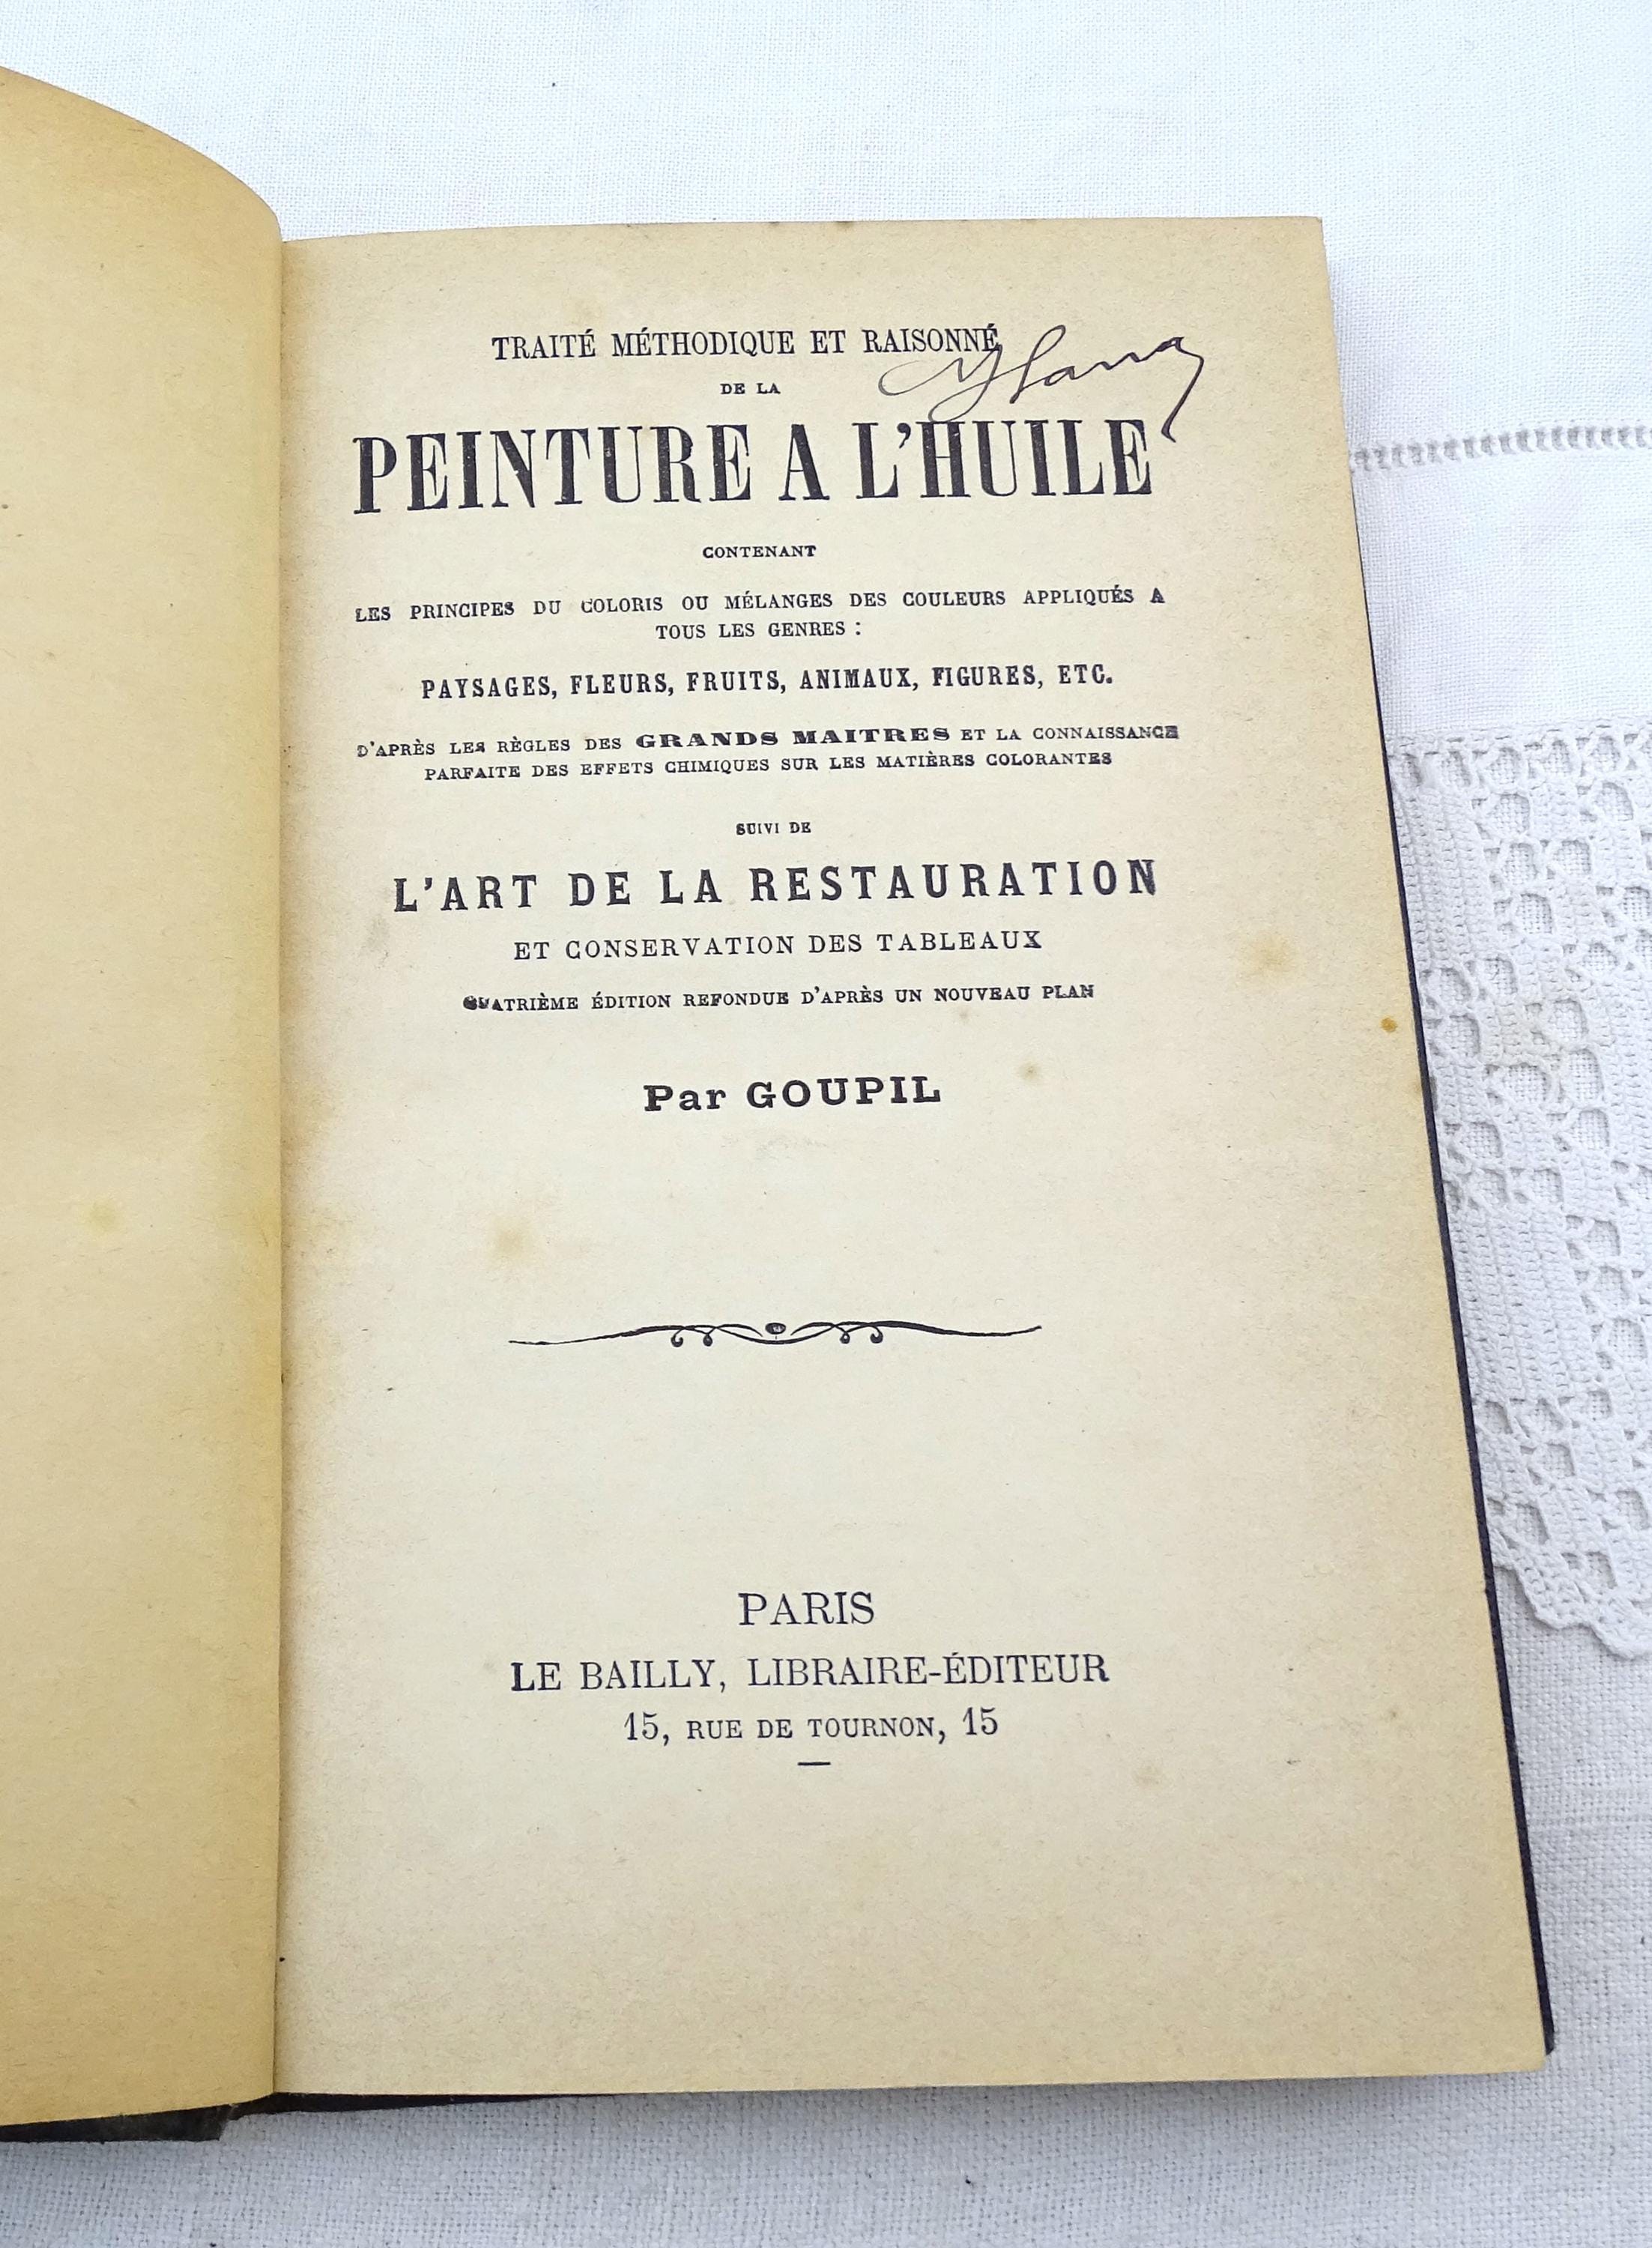 TRAITÉ MÉTHODIQUE ET RAISONNÉ
DE LA
PEINTURE A L'HUILE
CONTENANT
LES PRINCIPES DU COLORIS OU MÉLANGES DES COULEURS APPLIQUÉS A
TOUS LES GENRES :
PAYSAGES, FLEURS, FRUITS, ANIMAUX, FIGURES, ETC.
D'APRÈS LES RÈGLES DES GRANDS MAITRES ET LA CONNAISSANCE
PARFAITE DES EFFETS CHIMIQUES SUR LES MATIÈRES COLORANTES
SUIVI DE
L'ART DE LA RESTAURATION
ET CONSERVATION DES TABLEAUX
QUATRIÈME ÉDITION REFONDUE D'APRÈS UN NOUVEAU PLAN
Par GOUPIL
PARIS
LE BAILLY, LIBRAIRE-ÉDITEUR
15, RUE DE TOURNON, 15